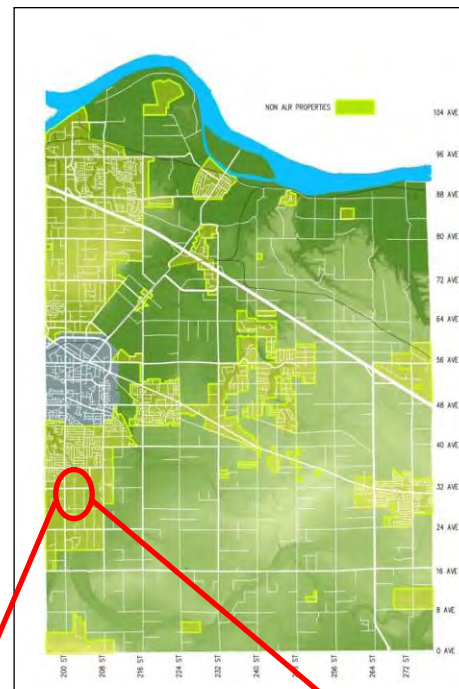 NON ALR PROPERTIES
104 AVE
96 AVE
88 AVE
80 AVE
72 AVE
64 AVE
56 AVE
48 AVE
40 AVE
32 AVE
24 AVE
16 AVE
8 AVE
0 AVE
200 ST
208 ST
216 ST
224 ST
232 ST
240 ST
256 ST
264 ST
272 ST